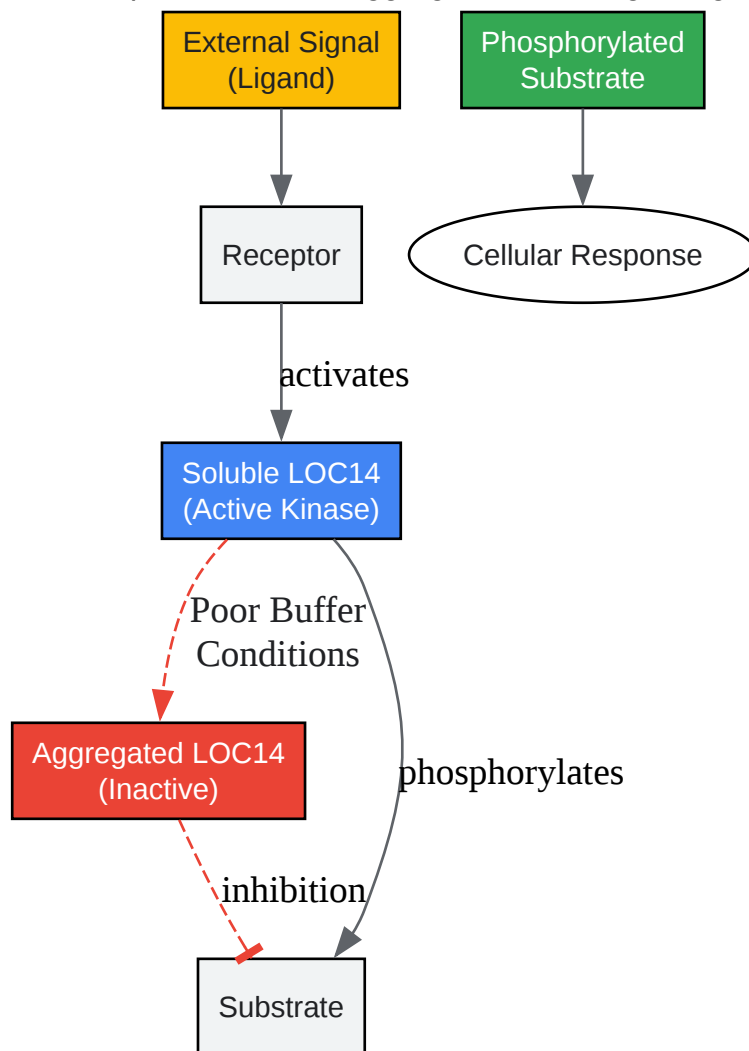 External Signal
(Ligand)
Phosphorylated
Substrate
Receptor
Cellular Response
activates
Soluble LOC14
(Active Kinase)
Poor Buffer
Conditions
Aggregated LOC14
(Inactive)
phosphorylates
inhibition
Substrate